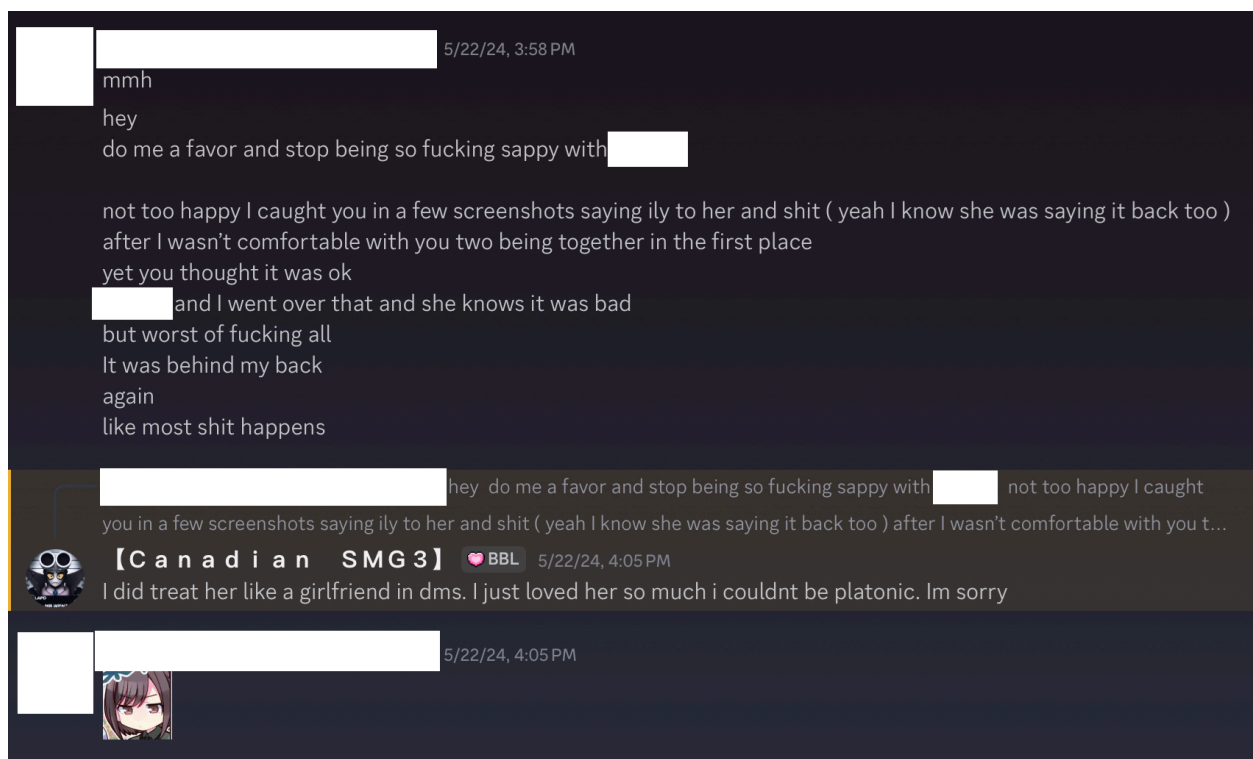 5/22/24, 3:58 PM
mmh
hey
do me a favor and stop being so fucking sappy with
not too happy I caught you in a few screenshots saying ily to her and shit ( yeah I know she was saying it back too )
after I wasn’t comfortable with you two being together in the first place
yet you thought it was ok
and I went over that and she knows it was bad
but worst of fucking all
It was behind my back
again
like most shit happens
hey do me a favor and stop being so fucking sappy with not too happy I caught
you in a few screenshots saying ily to her and shit ( yeah I know she was saying it back too ) after I wasn’t comfortable with you t...
【Canadian SMG3】 BBL 5/22/24, 4:05 PM
I did treat her like a girlfriend in dms. I just loved her so much i couldnt be platonic. Im sorry
5/22/24, 4:05 PM